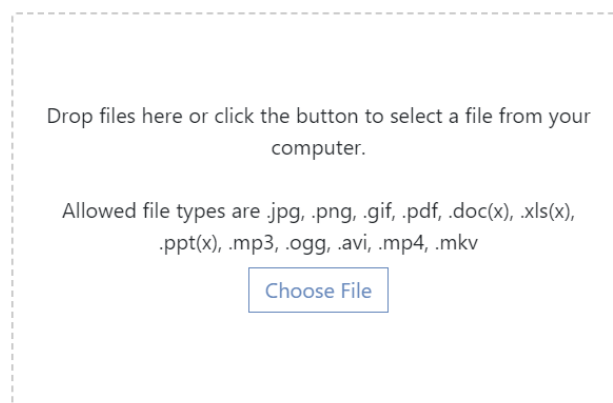 Drop files here or click the button to select a file from your
computer.
Allowed file types are .jpg, .png, .gif, .pdf, .doc(x), .xls(x),
.ppt(x), .mp3, .ogg, .avi, .mp4, .mkv
Choose File